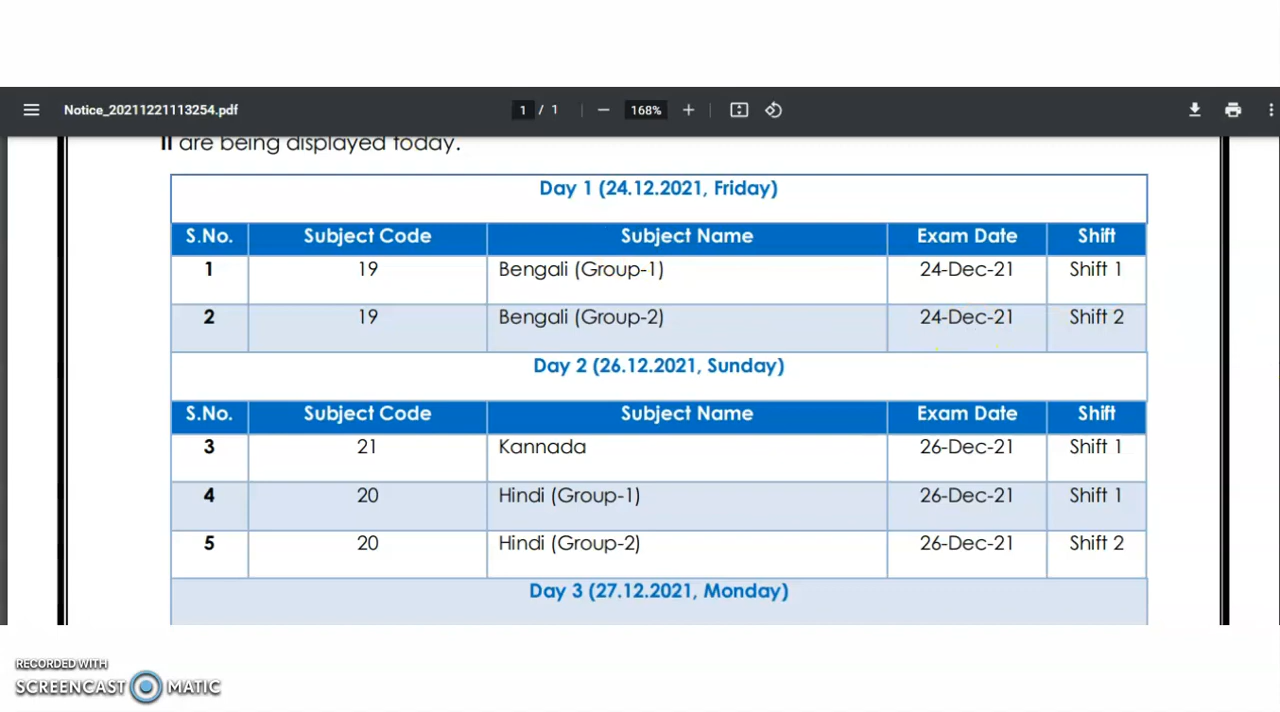 Notice_20211221113254.pdf 1 / 1 168%
II are being displayed today.
Day 1 (24.12.2021, Friday)
S.No. Subject Code Subject Name Exam Date Shift
1 19 Bengali (Group-1) 24-Dec-21 Shift 1
2 19 Bengali (Group-2) 24-Dec-21 Shift 2
Day 2 (26.12.2021, Sunday)
S.No. Subject Code Subject Name Exam Date Shift
3 21 Kannada 26-Dec-21 Shift 1
4 20 Hindi (Group-1) 26-Dec-21 Shift 1
5 20 Hindi (Group-2) 26-Dec-21 Shift 2
Day 3 (27.12.2021, Monday)
RECORDED WITH
SCREENCAST MATIC